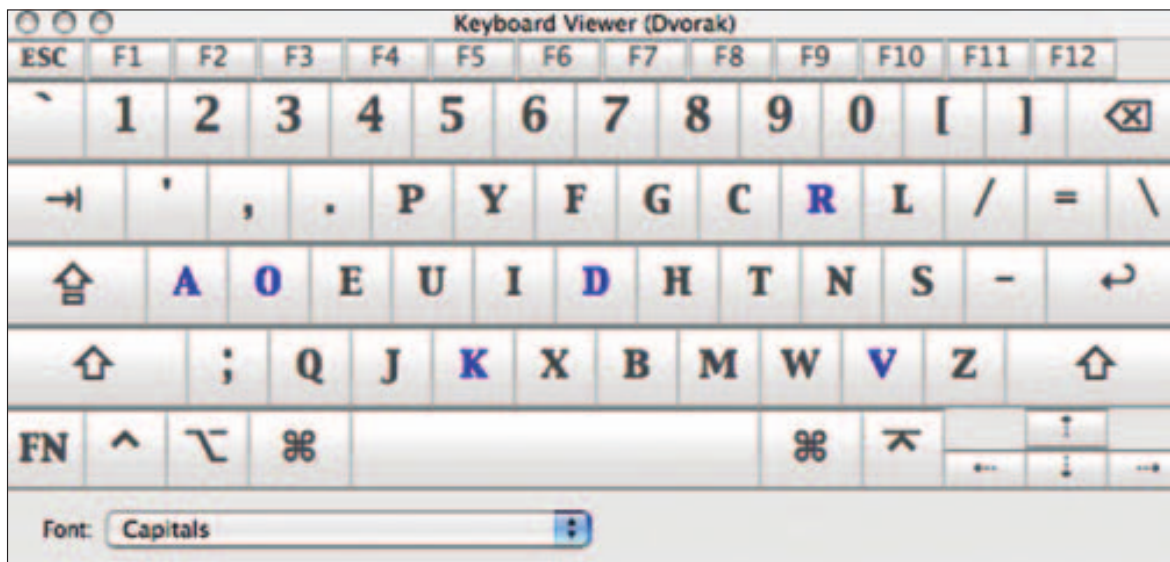 Keyboard Viewer (Dvorak)
ESC F1 F2 F3 F4 F5 F6 F7 F8 F9 F10 F11 F12
` 1 2 3 4 5 6 7 8 9 0 [ ] ⌫
⇥ ' , . P Y F G C R L / = \
⇪ A O E U I D H T N S - ↩
⇧ ; Q J K X B M W V Z ⇧
FN ^ ⌥ ⌘ ⌘ ⌅ ⇡
⇠ ⇣ ⇢
Font: Capitals